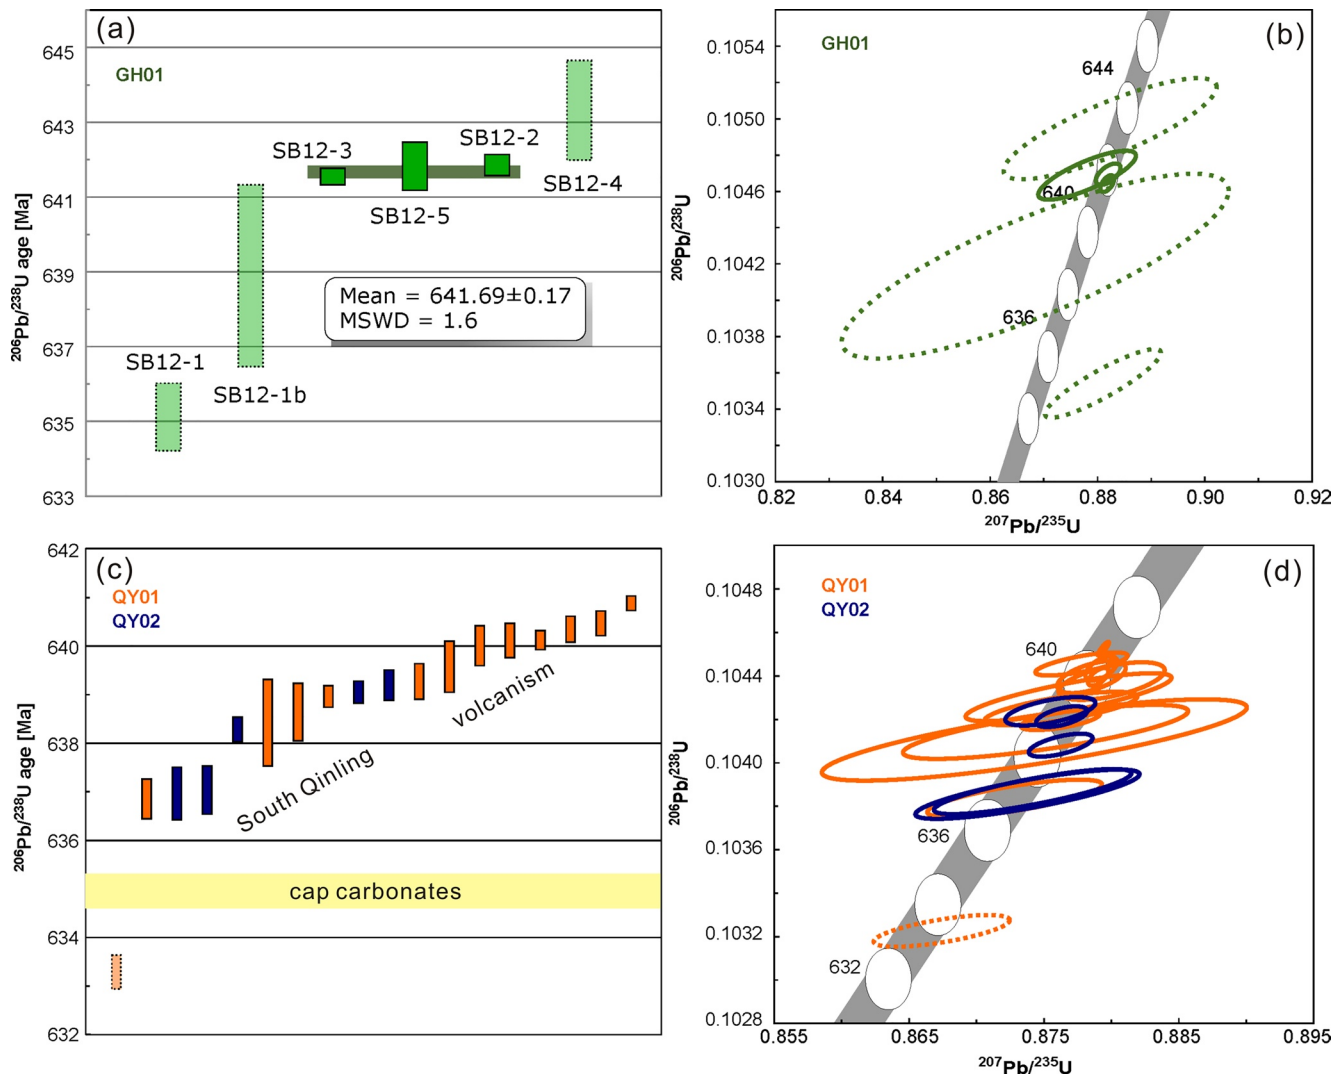 (a)
GH01
²⁰⁶Pb/²³⁸U age [Ma]
645
643
641
639
637
635
633
SB12-3
SB12-2
SB12-5
SB12-4
SB12-1
SB12-1b
Mean = 641.69±0.17
MSWD = 1.6
(b)
GH01
²⁰⁶Pb/²³⁸U
0.1054
0.1050
0.1046
0.1042
0.1038
0.1034
0.1030
644
640
636
0.82
0.84
0.86
0.88
0.90
0.92
²⁰⁷Pb/²³⁵U
(c)
QY01
QY02
²⁰⁶Pb/²³⁸U age [Ma]
642
640
638
636
634
632
South Qinling
volcanism
cap carbonates
(d)
QY01
QY02
²⁰⁶Pb/²³⁸U
0.1048
0.1044
0.1040
0.1036
0.1032
0.1028
640
636
632
0.855
0.865
0.875
0.885
0.895
²⁰⁷Pb/²³⁵U